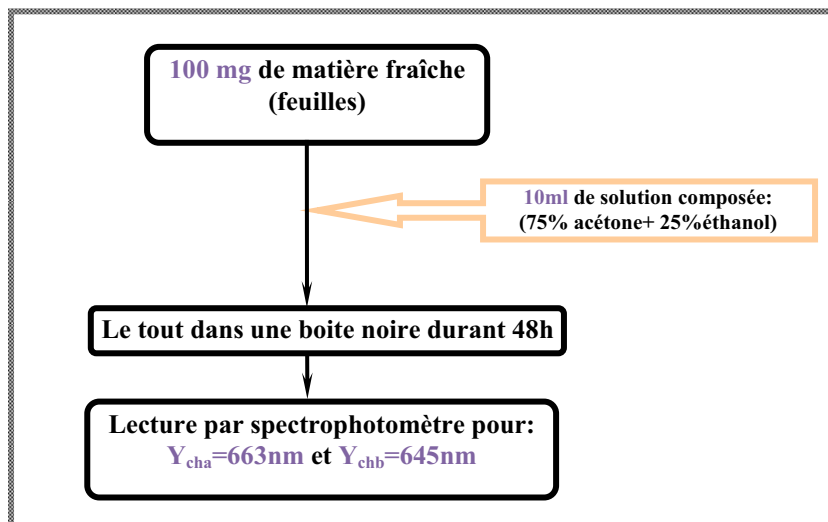 100 mg de matière fraîche
(feuilles)
10ml de solution composée:
(75% acétone+ 25%éthanol)
Le tout dans une boite noire durant 48h
Lecture par spectrophotomètre pour:
Ycha=663nm et Ychb=645nm